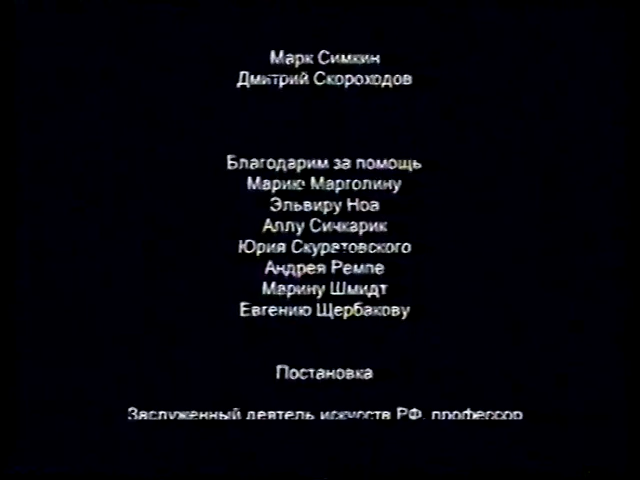 Марк Симкин
Дмитрий Скороходов
Благодарим за помощь
Марию Марголину
Эльвиру Ноа
Аллу Сичкарик
Юрия Скуратовского
Андрея Ремпе
Марину Шмидт
Евгению Щербакову
Постановка
Заслуженный деятель искусств РФ, профессор